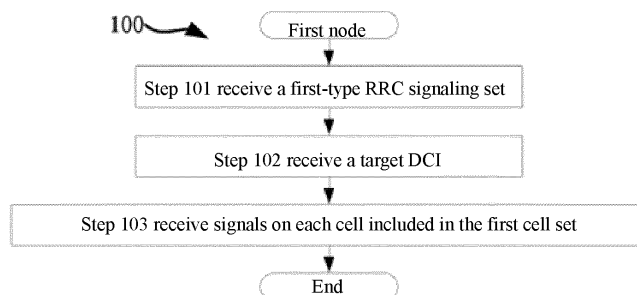 100
First node
Step 101 receive a first-type RRC signaling set
Step 102 receive a target DCI
Step 103 receive signals on each cell included in the first cell set
End